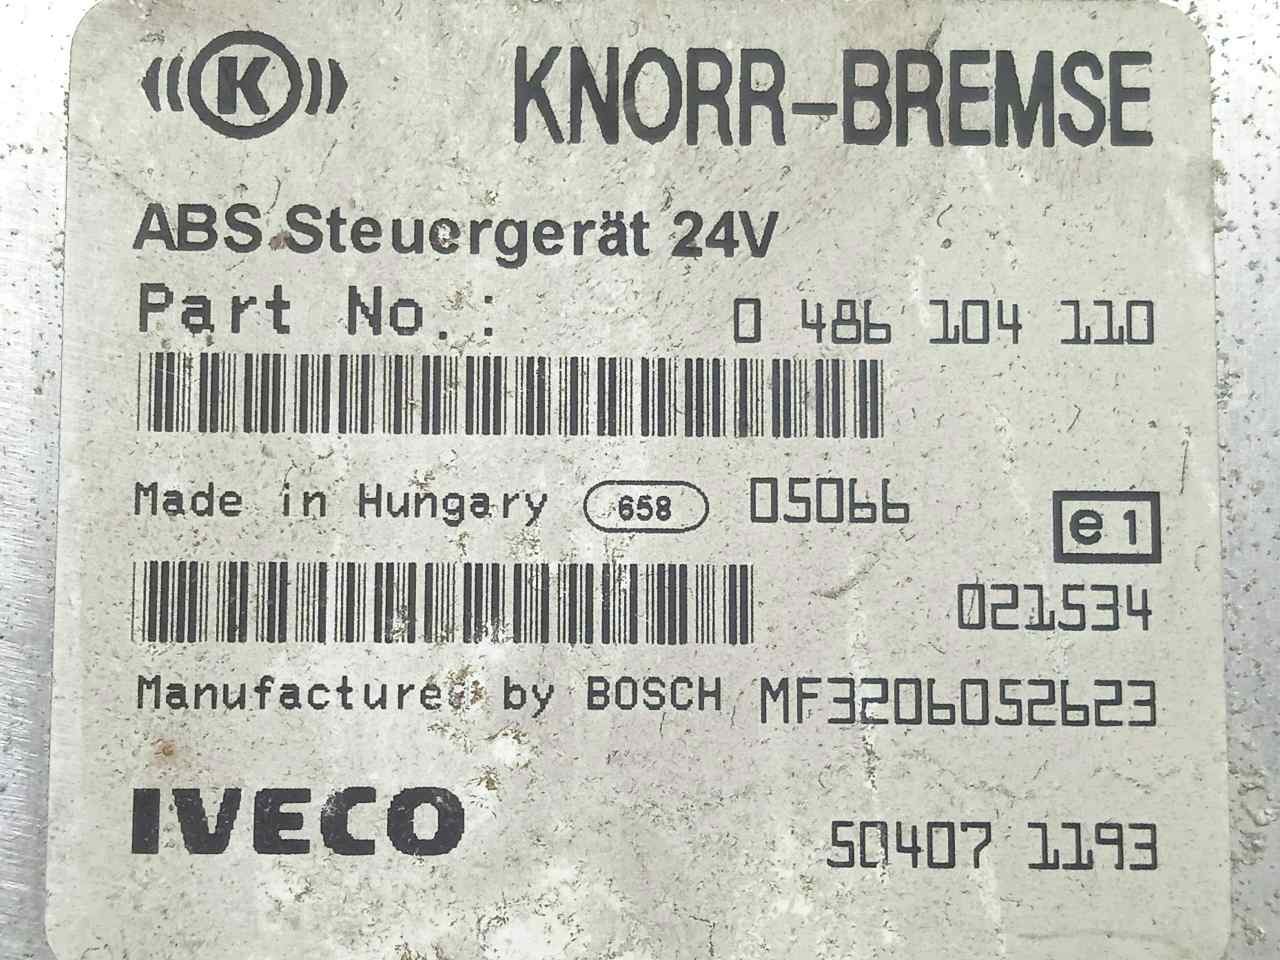 K KNORR-BREMSE
ABS Steuergerät 24V
Part No.: 0 486 104 110
Made in Hungary 658 05066
e1
021534
Manufactured by BOSCH MF3206052623
IVECO 50407 1193